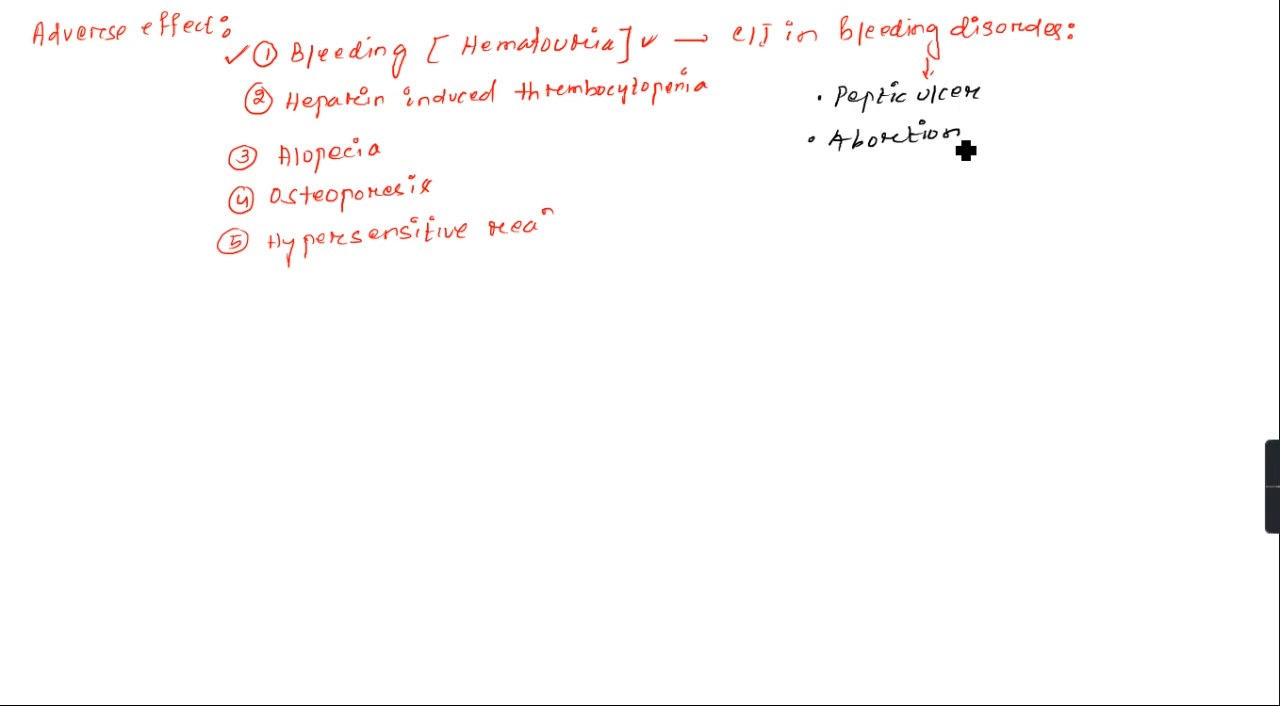 Adverse effect:
✓ ① Bleeding [Hematouria] ✓ → C/I in bleeding disorder:
② Heparin induced thrembocytopenia
• Peptic ulcer
• Abortion
③ Alopecia
④ Osteoporosis
⑤ Hypersensitive reaⁿ